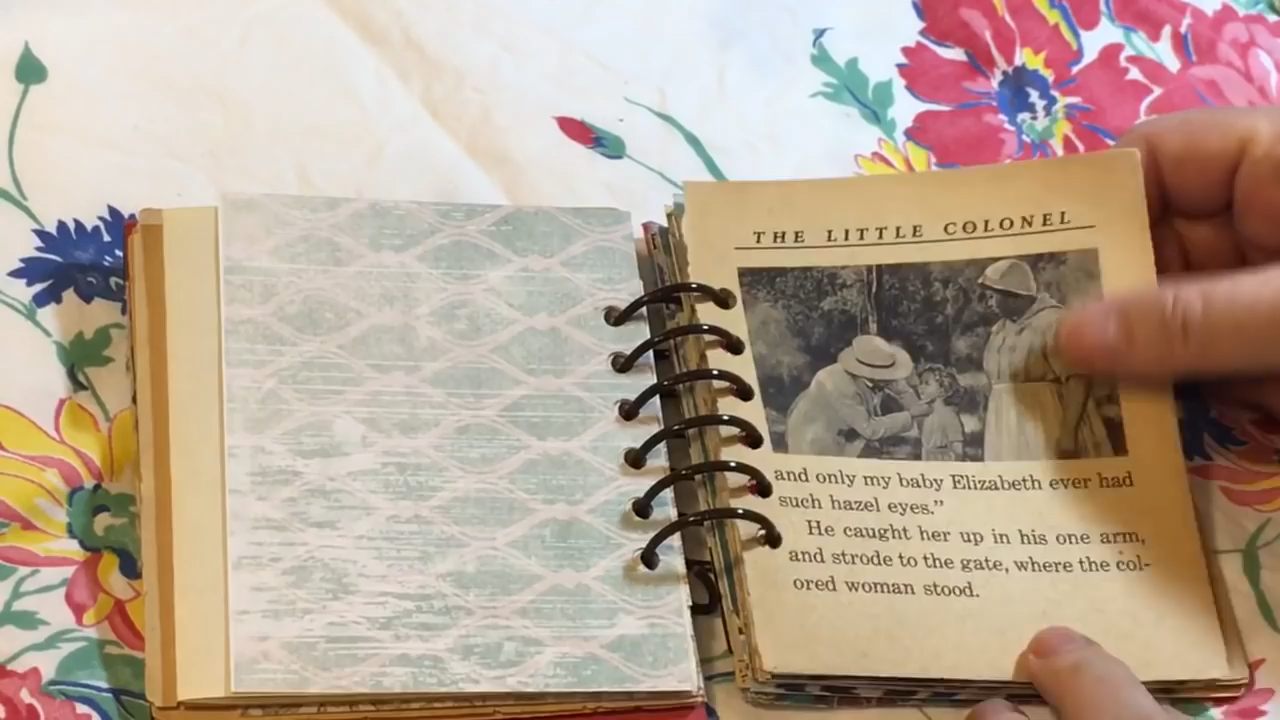 THE LITTLE COLONEL
and only my baby Elizabeth ever had
such hazel eyes.”
He caught her up in his one arm,
and strode to the gate, where the col-
ored woman stood.